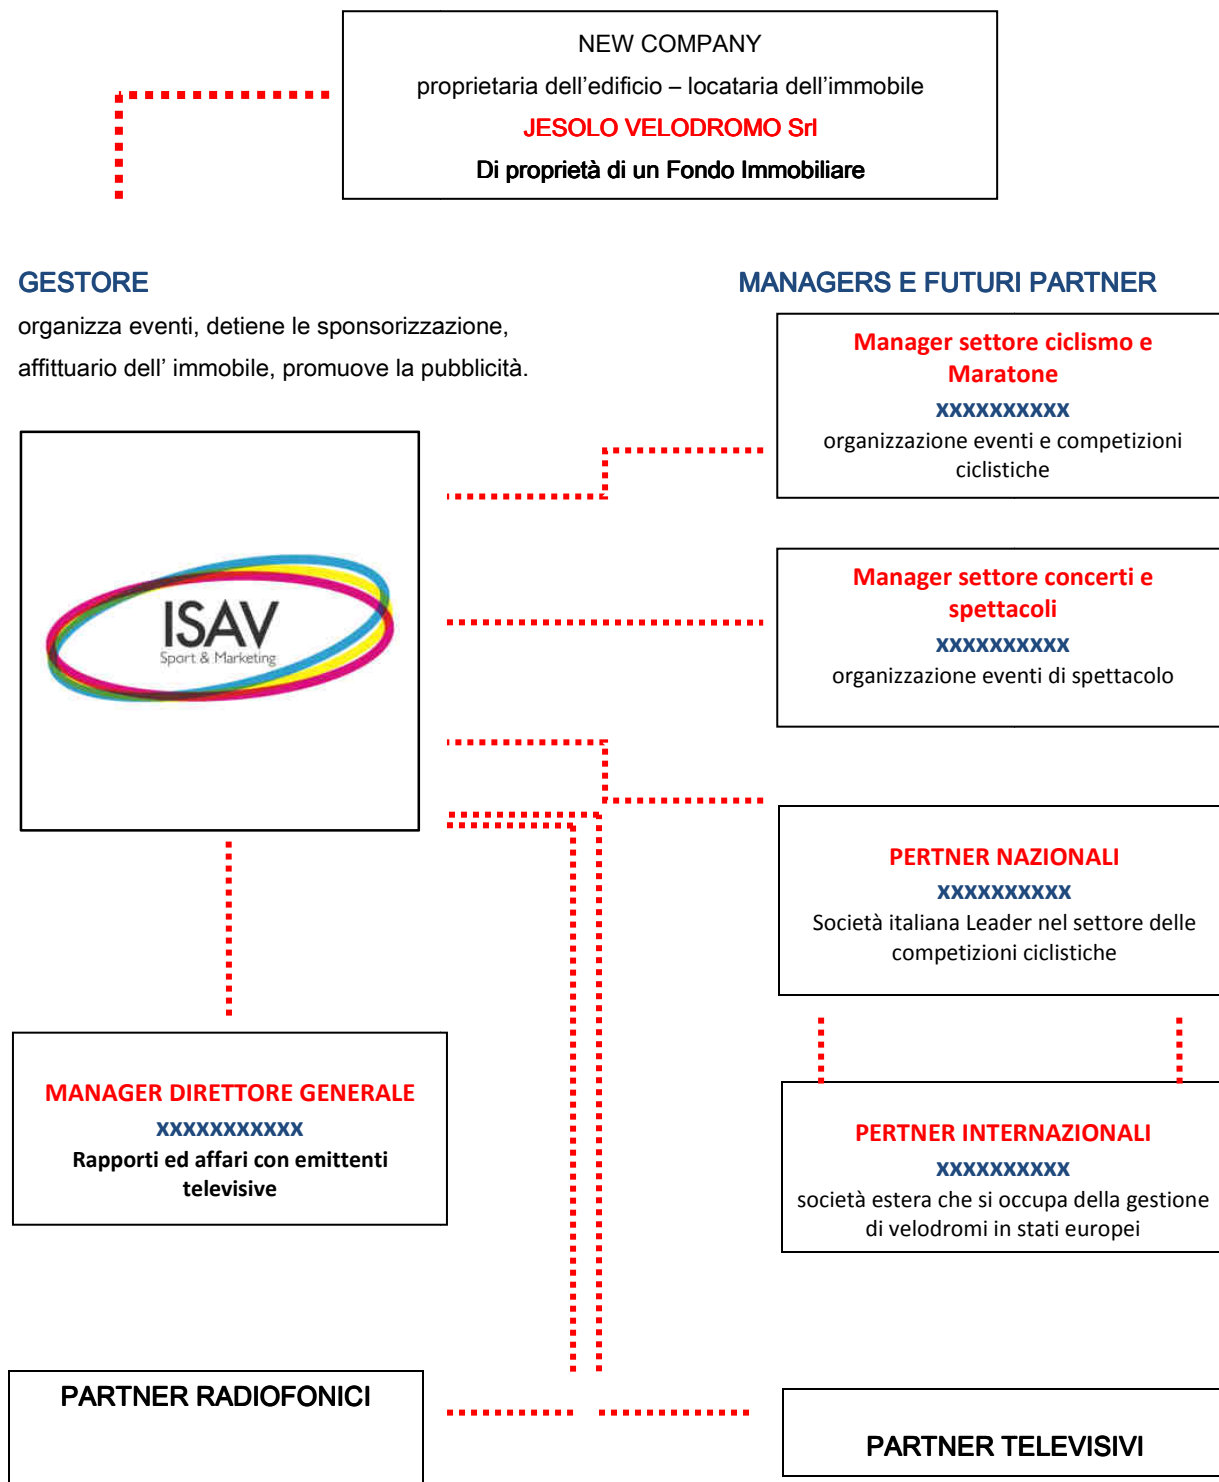 NEW COMPANY
proprietaria dell’edificio – locataria dell’immobile
JESOLO VELODROMO Srl
Di proprietà di un Fondo Immobiliare
GESTORE
organizza eventi, detiene le sponsorizzazione,
affittuario dell’ immobile, promuove la pubblicità.
ISAV
Sport & Marketing
MANAGER DIRETTORE GENERALE
xxxxxxxxxxx
Rapporti ed affari con emittenti
televisive
MANAGERS E FUTURI PARTNER
Manager settore ciclismo e
Maratone
xxxxxxxxxx
organizzazione eventi e competizioni
ciclistiche
Manager settore concerti e
spettacoli
xxxxxxxxxx
organizzazione eventi di spettacolo
PERTNER NAZIONALI
xxxxxxxxxx
Società italiana Leader nel settore delle
competizioni ciclistiche
PERTNER INTERNAZIONALI
xxxxxxxxxx
società estera che si occupa della gestione
di velodromi in stati europei
PARTNER RADIOFONICI
PARTNER TELEVISIVI